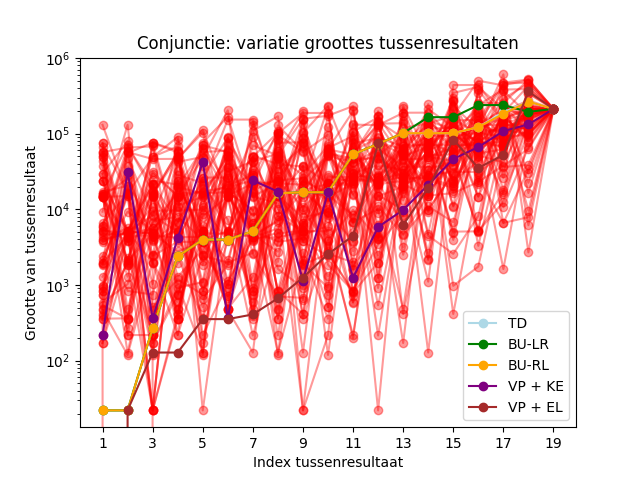 Conjunctie: variatie groottes tussenresultaten
Grootte van tussenresultaat
10^6
10^5
10^4
10^3
10^2
1 3 5 7 9 11 13 15 17 19
Index tussenresultaat
TD
BU-LR
BU-RL
VP + KE
VP + EL